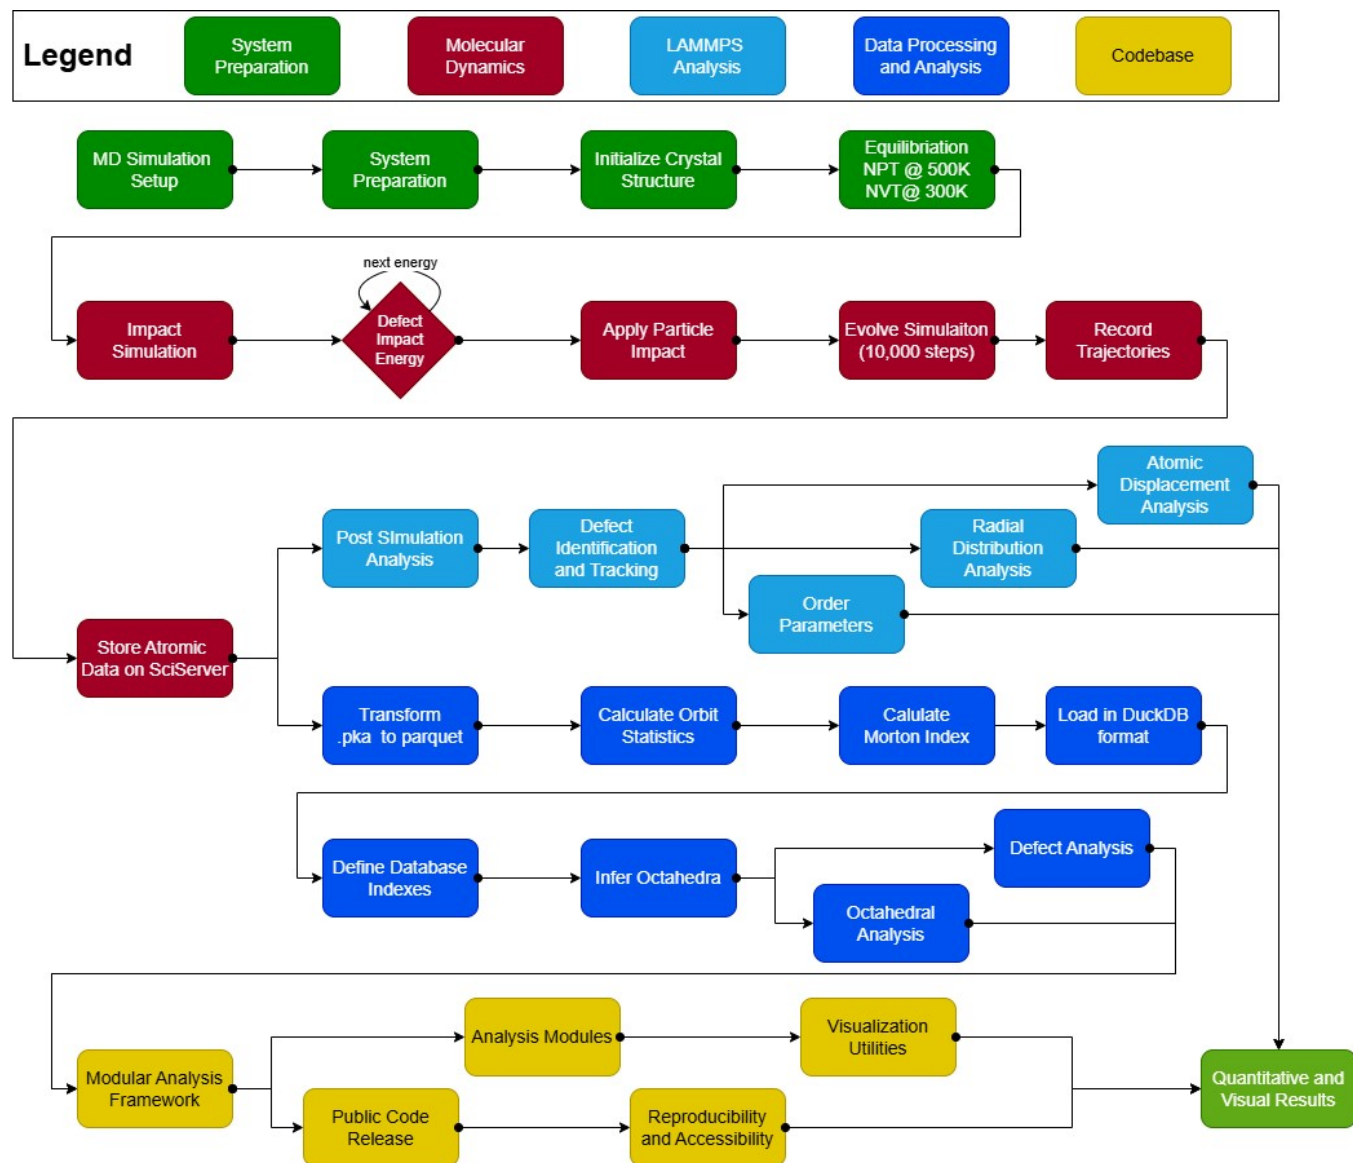 Legend
System
Preparation
Molecular
Dynamics
LAMMPS
Analysis
Data Processing
and Analysis
Codebase
MD Simulation
Setup
System
Preparation
Initialize Crystal
Structure
Equilibriation
NPT @ 500K
NVT@ 300K
next energy
Impact
Simulation
Defect
Impact
Energy
Apply Particle
Impact
Evolve Simulaiton
(10,000 steps)
Record
Trajectories
Atomic
Displacement
Analysis
Post SImulation
Analysis
Defect
Identification
and Tracking
Radial
Distribution
Analysis
Order
Parameters
Store Atromic
Data on SciServer
Transform
.pka to parquet
Calculate Orbit
Statistics
Calulate
Morton Index
Load in DuckDB
format
Define Database
Indexes
Infer Octahedra
Defect Analysis
Octahedral
Analysis
Modular Analysis
Framework
Analysis Modules
Visualization
Utilities
Public Code
Release
Reproducibility
and Accessibility
Quantitative and
Visual Results